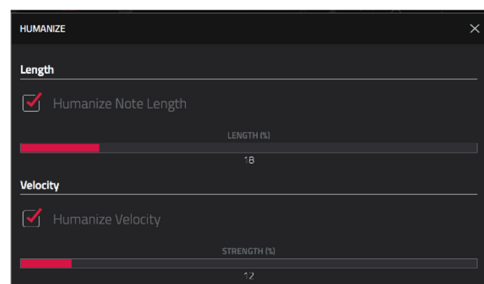 HUMANIZE
Length
Humanize Note Length
LENGTH (%)
18
Velocity
Humanize Velocity
STRENGTH (%)
12